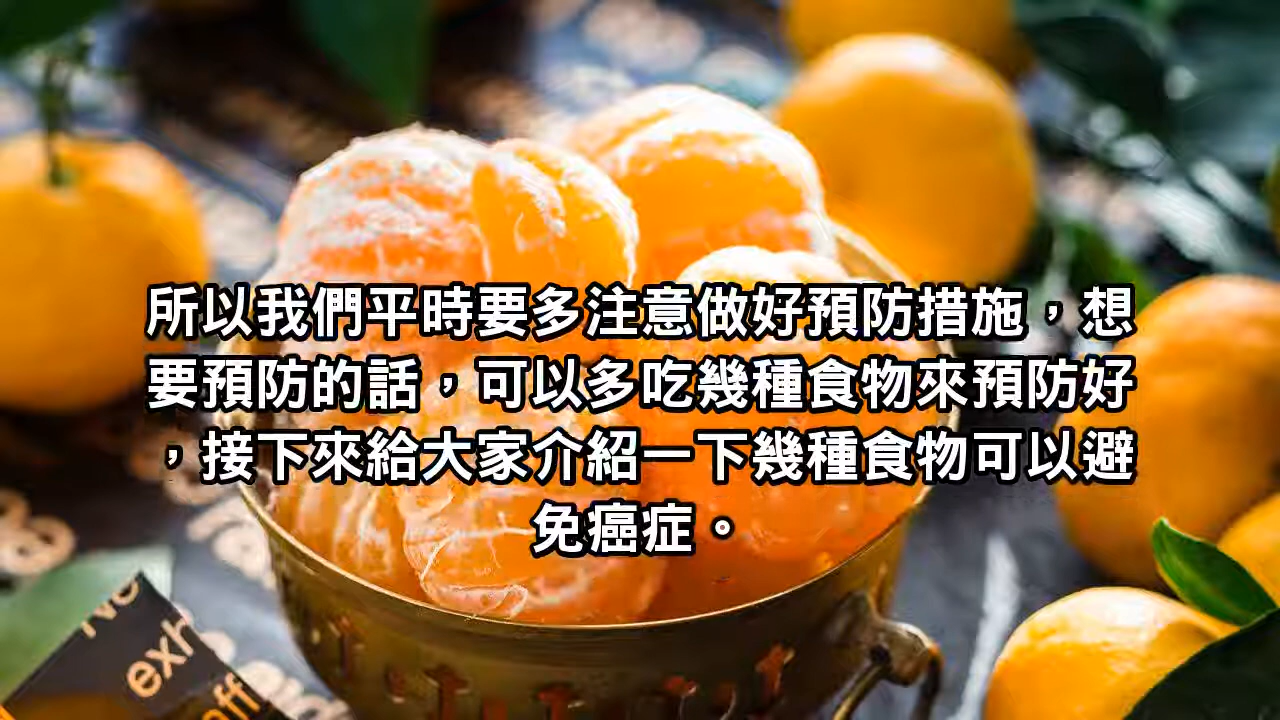 所以我們平時要多注意做好預防措施，想
要預防的話，可以多吃幾種食物來預防好
，接下來給大家介紹一下幾種食物可以避
免癌症。
exh